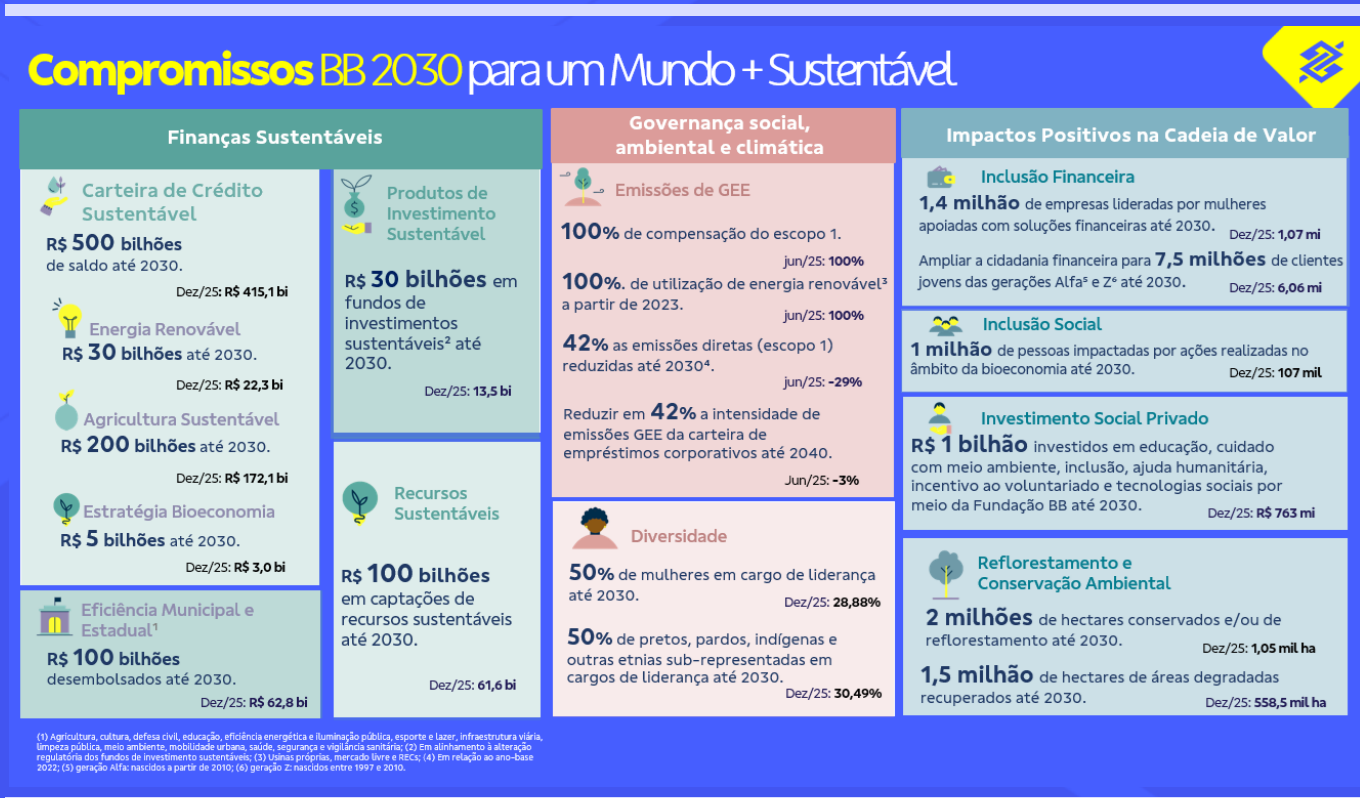 Compromissos BB 2030 para um Mundo + Sustentável
Finanças Sustentáveis
Carteira de Crédito
Sustentável
R$ 500 bilhões
de saldo até 2030.
Dez/25: R$ 415,1 bi
Energia Renovável
R$ 30 bilhões até 2030.
Dez/25: R$ 22,3 bi
Agricultura Sustentável
R$ 200 bilhões até 2030.
Dez/25: R$ 172,1 bi
Estratégia Bioeconomia
R$ 5 bilhões até 2030.
Dez/25: R$ 3,0 bi
Eficiência Municipal e
Estadual¹
R$ 100 bilhões
desembolsados até 2030.
Dez/25: R$ 62,8 bi
Produtos de
Investimento
Sustentável
R$ 30 bilhões em
fundos de
investimentos
sustentáveis² até
2030.
Dez/25: 13,5 bi
Recursos
Sustentáveis
R$ 100 bilhões
em captações de
recursos sustentáveis
até 2030.
Dez/25: 61,6 bi
Governança social,
ambiental e climática
Emissões de GEE
100% de compensação do escopo 1.
jun/25: 100%
100%. de utilização de energia renovável³
a partir de 2023.
jun/25: 100%
42% as emissões diretas (escopo 1)
reduzidas até 2030⁴.
jun/25: -29%
Reduzir em 42% a intensidade de
emissões GEE da carteira de
empréstimos corporativos até 2040.
Jun/25: -3%
Diversidade
50% de mulheres em cargo de liderança
até 2030.
Dez/25: 28,88%
50% de pretos, pardos, indígenas e
outras etnias sub-representadas em
cargos de liderança até 2030.
Dez/25: 30,49%
Impactos Positivos na Cadeia de Valor
Inclusão Financeira
1,4 milhão de empresas lideradas por mulheres
apoiadas com soluções financeiras até 2030.
Dez/25: 1,07 mi
Ampliar a cidadania financeira para 7,5 milhões de clientes
jovens das gerações Alfa⁵ e Z⁶ até 2030.
Dez/25: 6,06 mi
Inclusão Social
1 milhão de pessoas impactadas por ações realizadas no
âmbito da bioeconomia até 2030.
Dez/25: 107 mil
Investimento Social Privado
R$ 1 bilhão investidos em educação, cuidado
com meio ambiente, inclusão, ajuda humanitária,
incentivo ao voluntariado e tecnologias sociais por
meio da Fundação BB até 2030.
Dez/25: R$ 763 mi
Reflorestamento e
Conservação Ambiental
2 milhões de hectares conservados e/ou de
reflorestamento até 2030.
Dez/25: 1,05 mil ha
1,5 milhão de hectares de áreas degradadas
recuperados até 2030.
Dez/25: 558,5 mil ha
(1) Agricultura, cultura, defesa civil, educação, eficiência energética e iluminação pública, esporte e lazer, infraestrutura viária,
limpeza pública, meio ambiente, mobilidade urbana, saúde, segurança e vigilância sanitária; (2) Em alinhamento à alteração
regulatória dos fundos de investimento sustentáveis; (3) Usinas próprias, mercado livre e RECs; (4) Em relação ao ano-base
2022; (5) geração Alfa: nascidos a partir de 2010; (6) geração Z: nascidos entre 1997 e 2010.